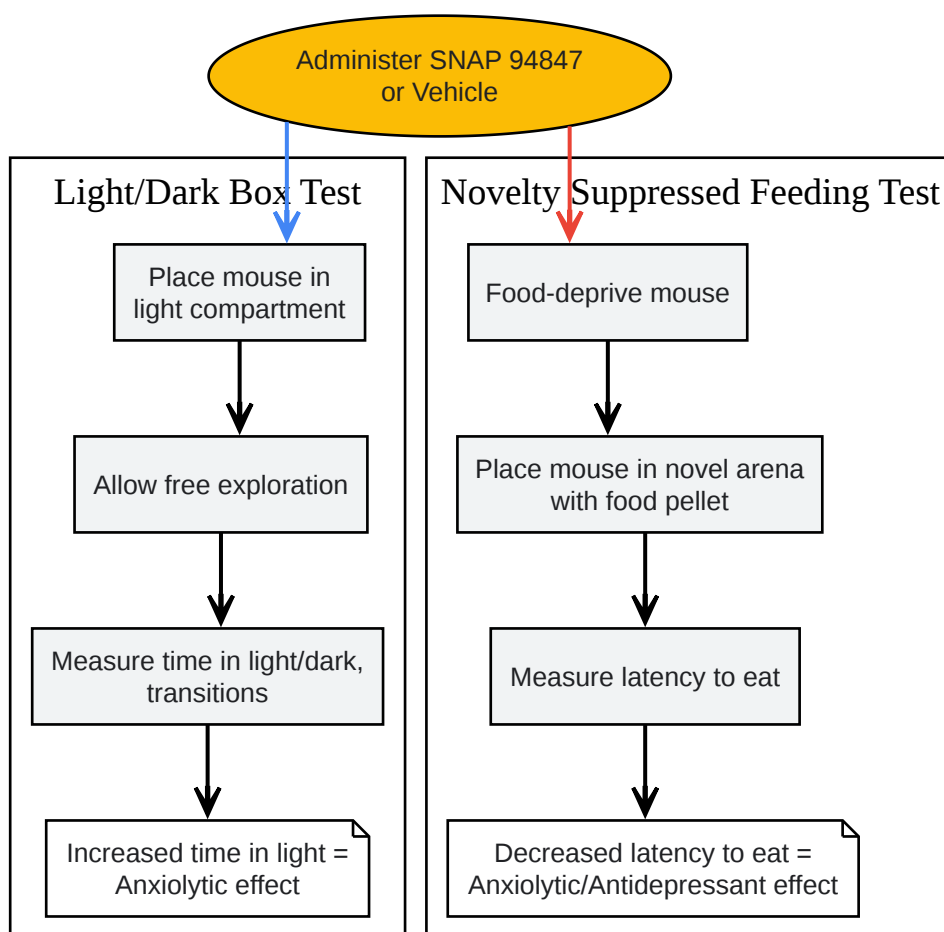 Administer SNAP 94847
or Vehicle
Light/Dark Box Test
Place mouse in
light compartment
Allow free exploration
Measure time in light/dark,
transitions
Increased time in light =
Anxiolytic effect
Novelty Suppressed Feeding Test
Food-deprive mouse
Place mouse in novel arena
with food pellet
Measure latency to eat
Decreased latency to eat =
Anxiolytic/Antidepressant effect